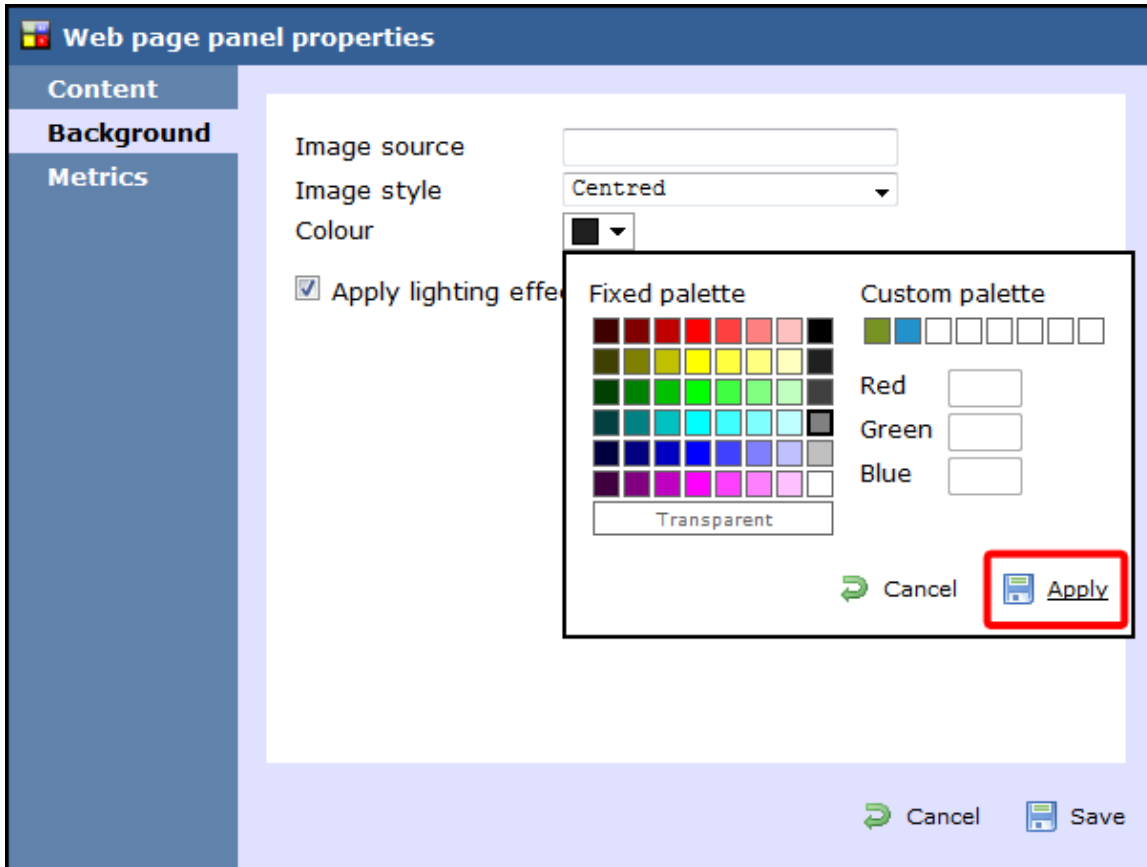 Web page panel properties
Content
Background
Metrics
Image source
Image style
Centred
Colour
Apply lighting effe
Fixed palette
Custom palette
Red
Green
Blue
Transparent
Cancel
Apply
Cancel
Save